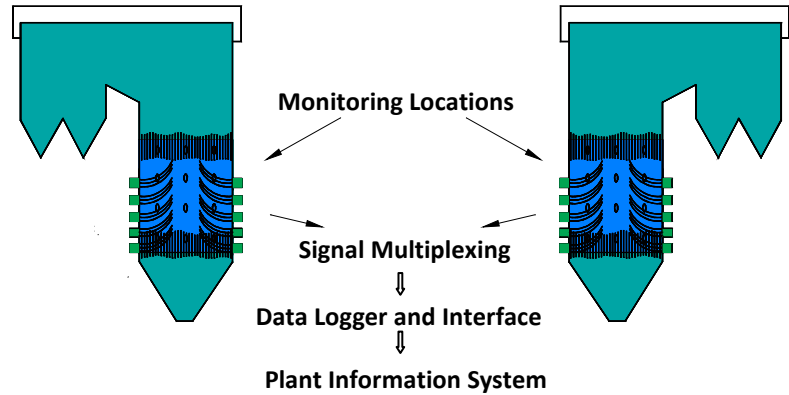 Monitoring Locations
Signal Multiplexing
Data Logger and Interface
Plant Information System